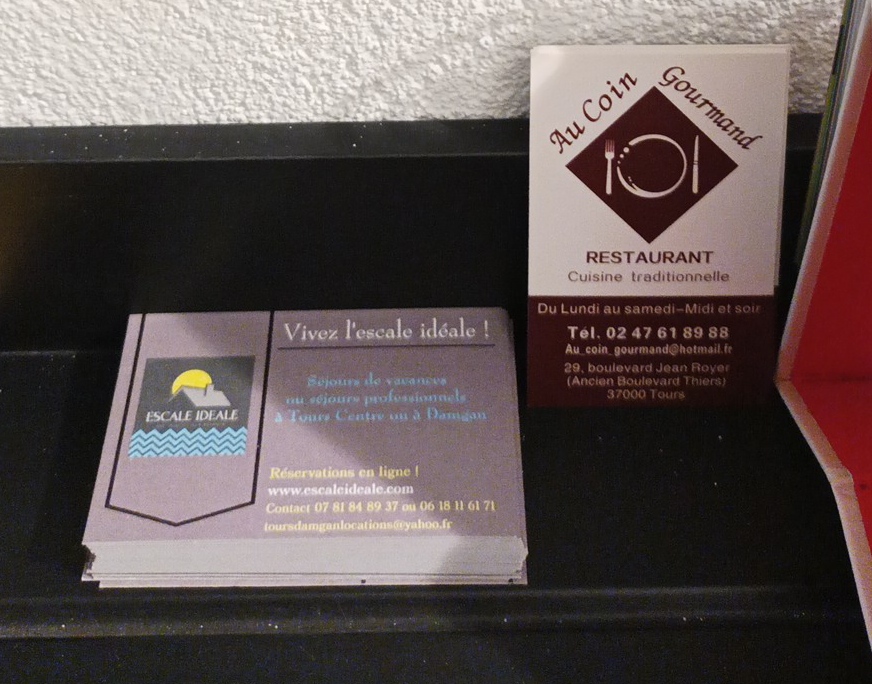 Au Coin Gourmand
RESTAURANT
Cuisine traditionnelle
Du Lundi au samedi-Midi et soir
Tél. 02 47 61 89 88
Au_coin_gourmand@hotmail.fr
29, boulevard Jean Royer
(Ancien Boulevard Thiers)
37000 Tours
ESCALE IDEALE
Vivez l'escale idéale !
Séjours de vacances
ou séjours professionnels
à Tours Centre ou à Damgan
Réservations en ligne !
www.escaleideale.com
Contact 07 81 84 89 37 ou 06 18 11 61 71
toursdamganlocations@yahoo.fr